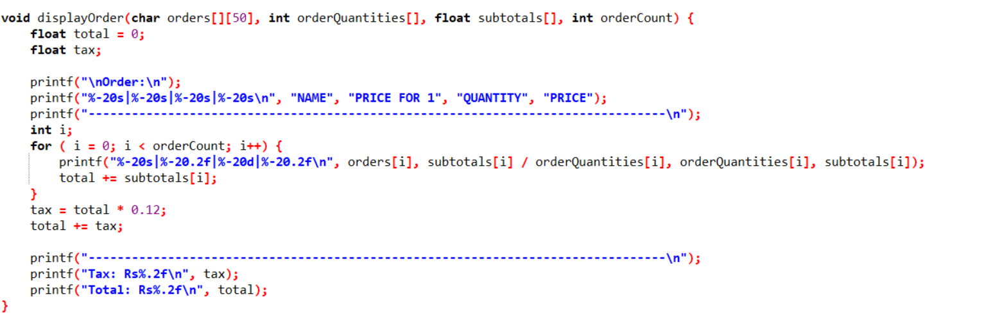 void displayOrder(char orders[][50], int orderQuantities[], float subtotals[], int orderCount) {
    float total = 0;
    float tax;

    printf("\nOrder:\n");
    printf("%-20s|%-20s|%-20s|%-20s\n", "NAME", "PRICE FOR 1", "QUANTITY", "PRICE");
    printf("--------------------------------------------------------------------------------\n");
    int i;
    for ( i = 0; i < orderCount; i++) {
        printf("%-20s|%-20.2f|%-20d|%-20.2f\n", orders[i], subtotals[i] / orderQuantities[i], orderQuantities[i], subtotals[i]);
        total += subtotals[i];
    }
    tax = total * 0.12;
    total += tax;

    printf("--------------------------------------------------------------------------------\n");
    printf("Tax: Rs%.2f\n", tax);
    printf("Total: Rs%.2f\n", total);
}